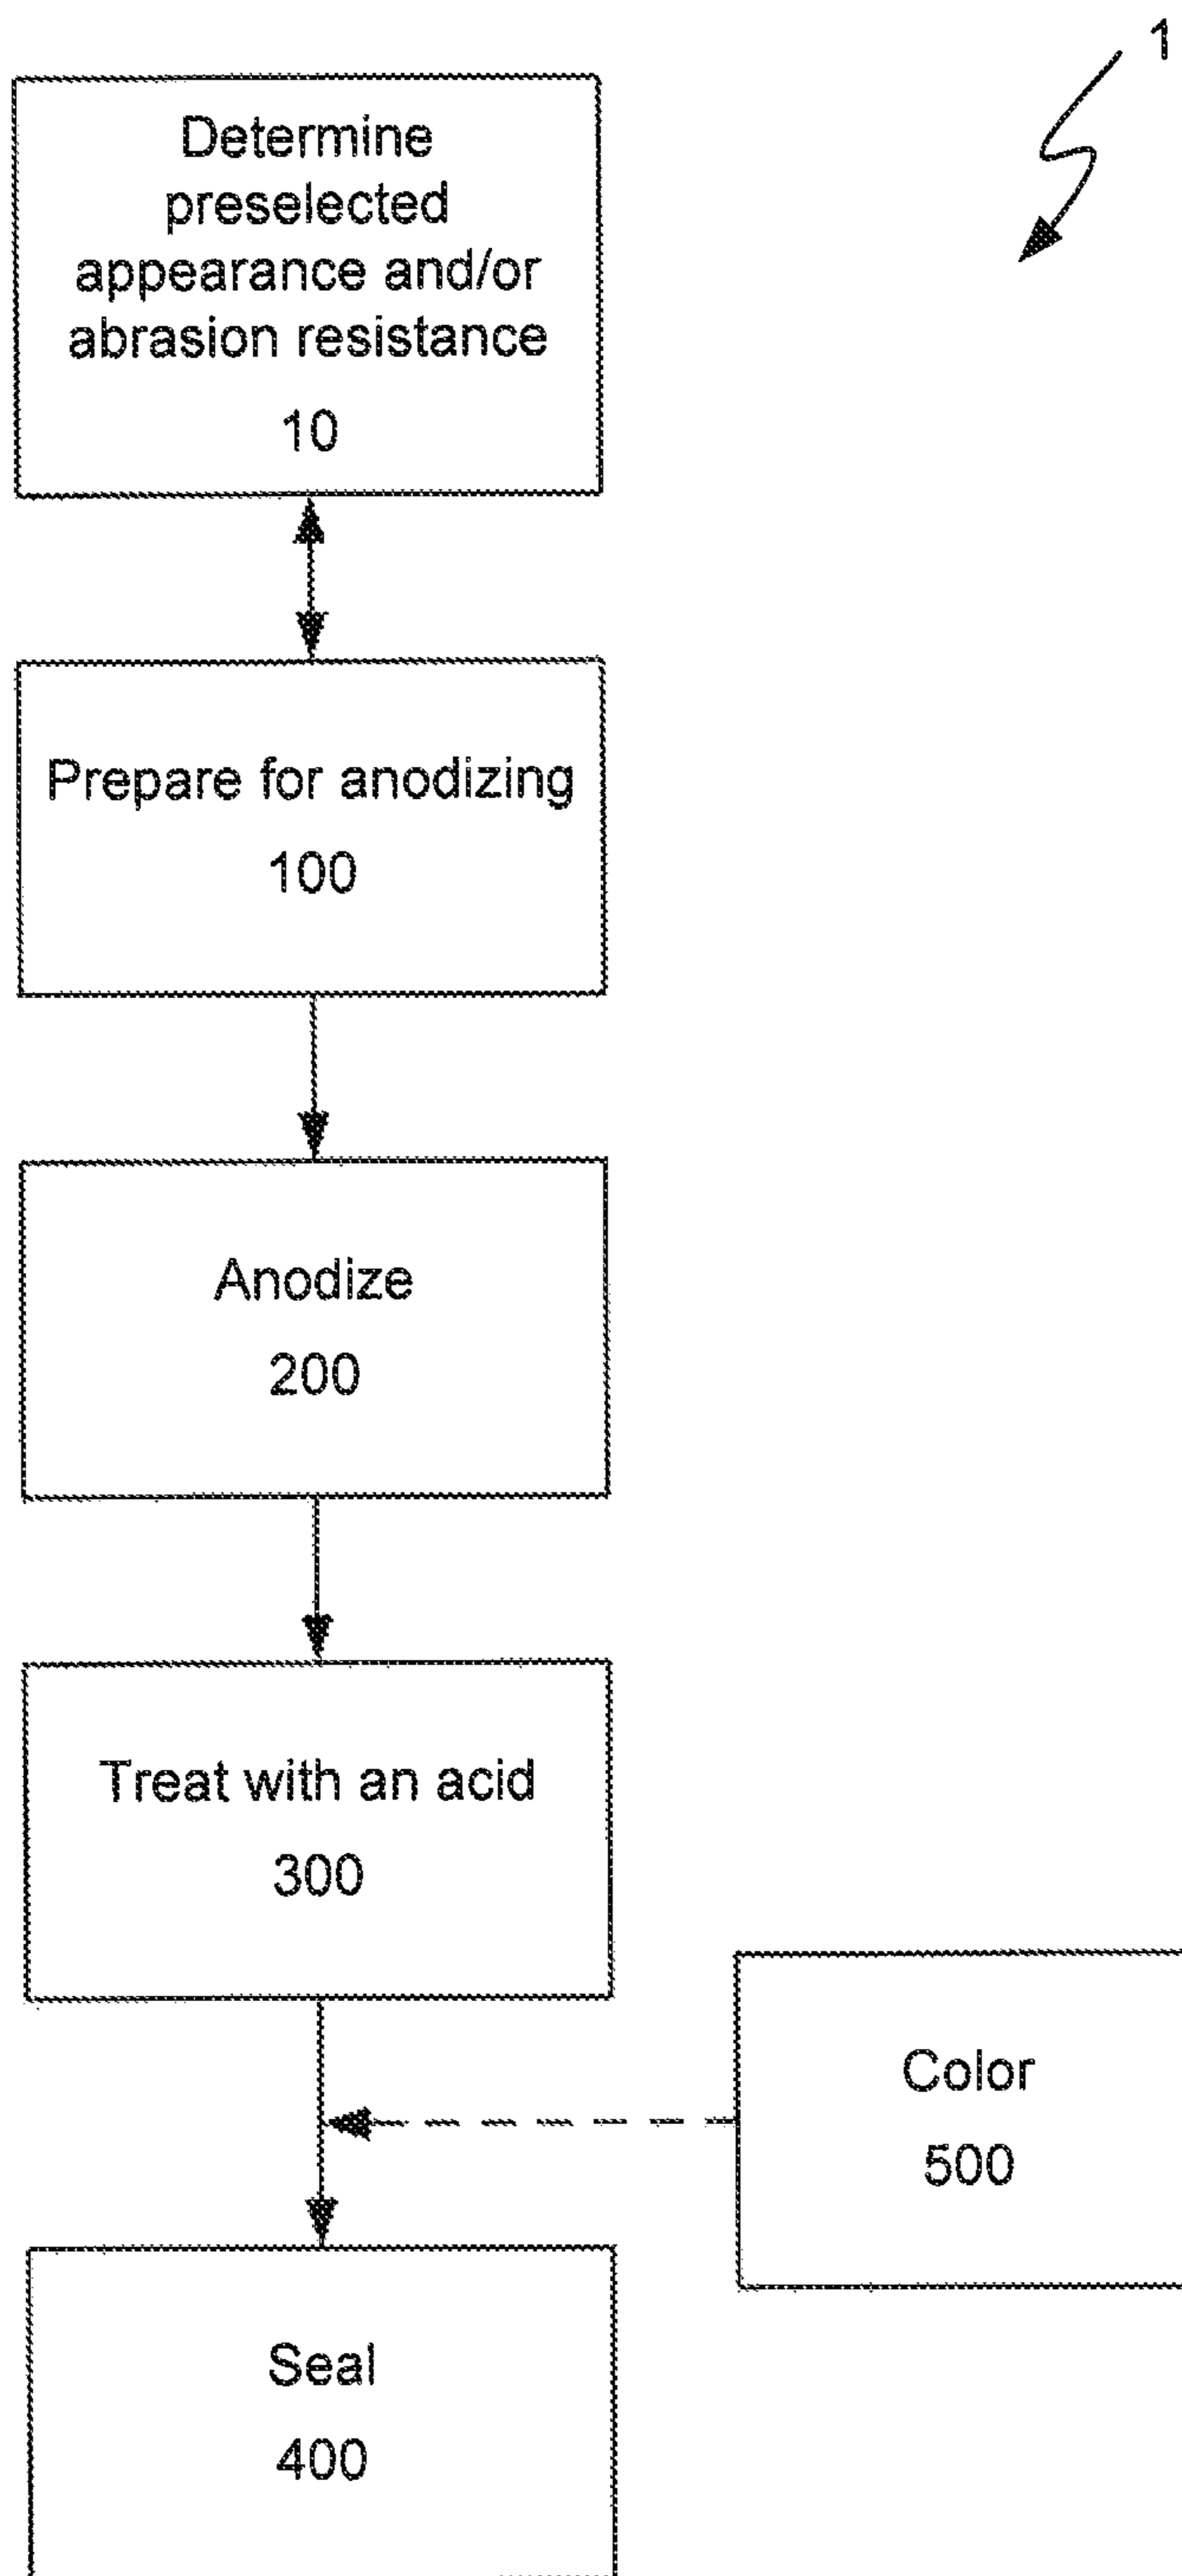 1
Determine
preselected
appearance and/or
abrasion resistance
10
Prepare for anodizing
100
Anodize
200
Treat with an acid
300
Color
500
Seal
400